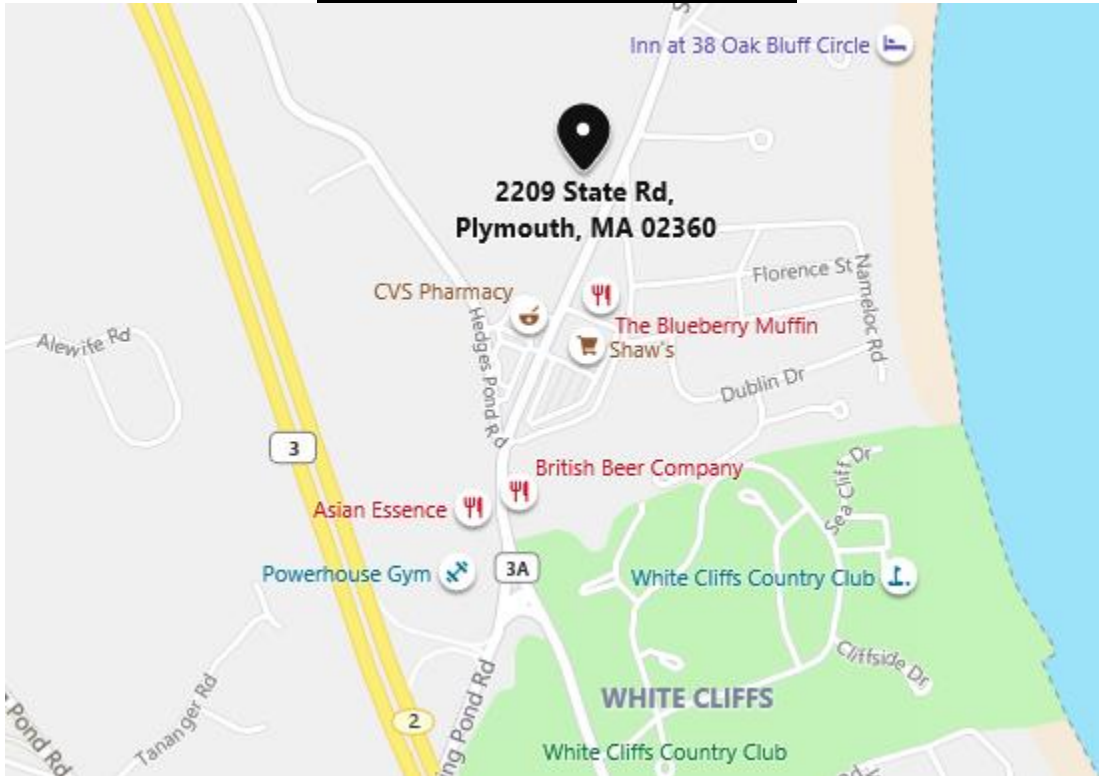 Inn at 38 Oak Bluff Circle
2209 State Rd,
Plymouth, MA 02360
Florence St
Nameloc Rd
CVS Pharmacy
Hedges Pond Rd
The Blueberry Muffin
Shaw's
Alewife Rd
Dublin Dr
3
British Beer Company
Sea Cliff Dr
Asian Essence
Powerhouse Gym
3A
White Cliffs Country Club
Cliffside Dr
Tananger Rd
WHITE CLIFFS
2
Pond Rd
Pond Rd
White Cliffs Country Club